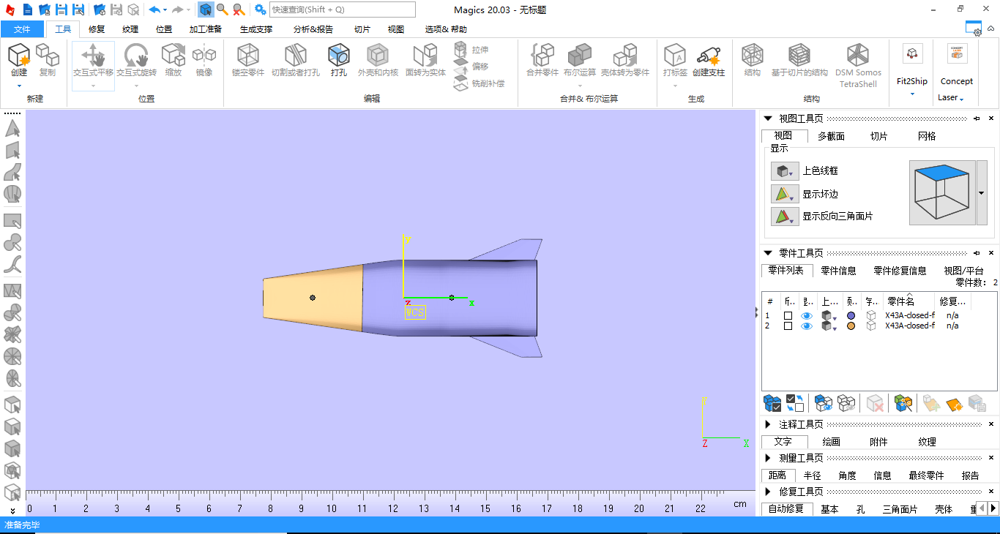 快速查询(Shift + Q)
Magics 20.03 - 无标题
文件 工具 修复 纹理 位置 加工准备 生成支撑 分析&报告 切片 视图 选项& 帮助
创建 复制 交互式平移 交互式旋转 缩放 镜像 镂空零件 切割或者打孔 打孔 外壳和内核 面转为实体 拉伸 偏移 铣削补偿 合并零件 布尔运算 壳体转为零件 打标签 创建支柱 结构 基于切片的结构 DSM Somos TetraShell Fit2Ship Concept Laser
新建 位置 编辑 合并& 布尔运算 生成 结构
视图工具页
视图 多截面 切片 网格
显示
上色线框
显示坏边
显示反向三角面片
零件工具页
零件列表 零件信息 零件修复信息 视图/平台
零件数: 2
# 上... 零件名 修复...
1 X43A-closed-f n/a
2 X43A-closed-f n/a
注释工具页
文字 绘画 附件 纹理
测量工具页
距离 半径 角度 信息 最终零件 报告
修复工具页
自动修复 基本 孔 三角面片 壳体
y
z x
WCS
Y
Z X
0 1 2 3 4 5 6 7 8 9 10 11 12 13 14 15 16 17 18 19 20 21 22 cm
准备完毕